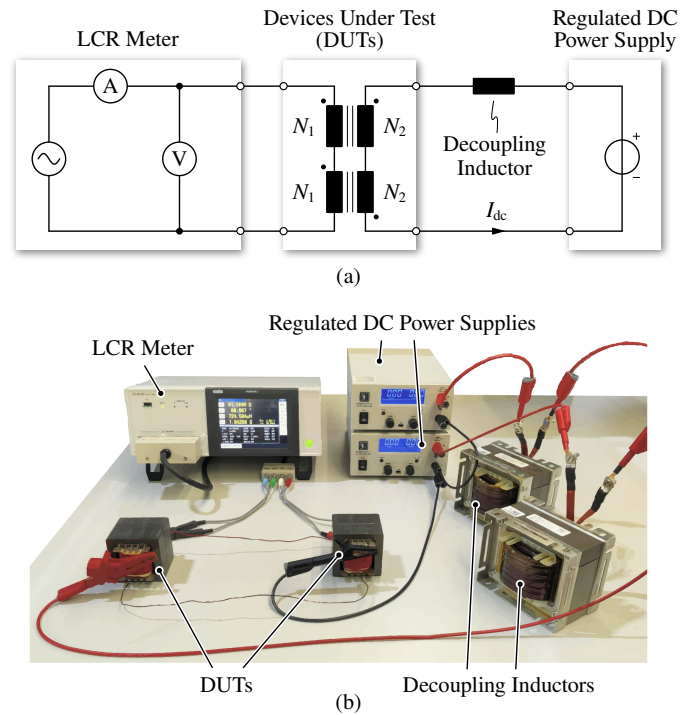 LCR Meter
Devices Under Test
(DUTs)
Regulated DC
Power Supply
A
V
N1
N2
N1
N2
Decoupling
Inductor
+
−
Idc
(a)
Regulated DC Power Supplies
LCR Meter
DUTs
Decoupling Inductors
(b)